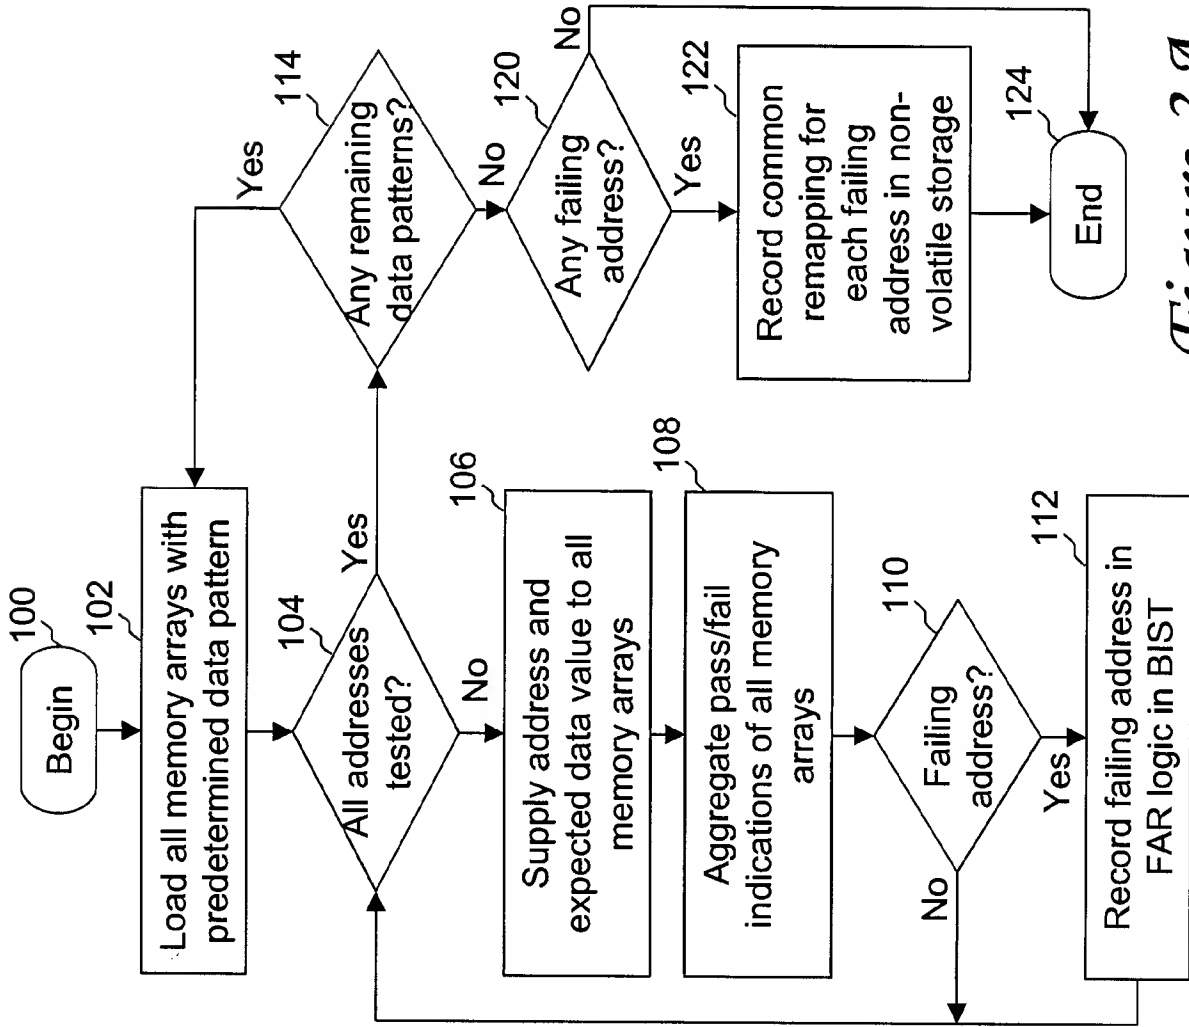 Begin
100
Load all memory arrays with
predetermined data pattern
102
All addresses
tested?
104
Yes
No
Supply address and
expected data value to all
memory arrays
106
Aggregate pass/fail
indications of all memory
arrays
108
Failing
address?
110
No
Yes
Record failing address in
FAR logic in BIST
112
Any remaining
data patterns?
114
Yes
No
Any failing
address?
120
No
Yes
Record common
remapping for
each failing
address in non-
volatile storage
122
End
124
Figure 2A